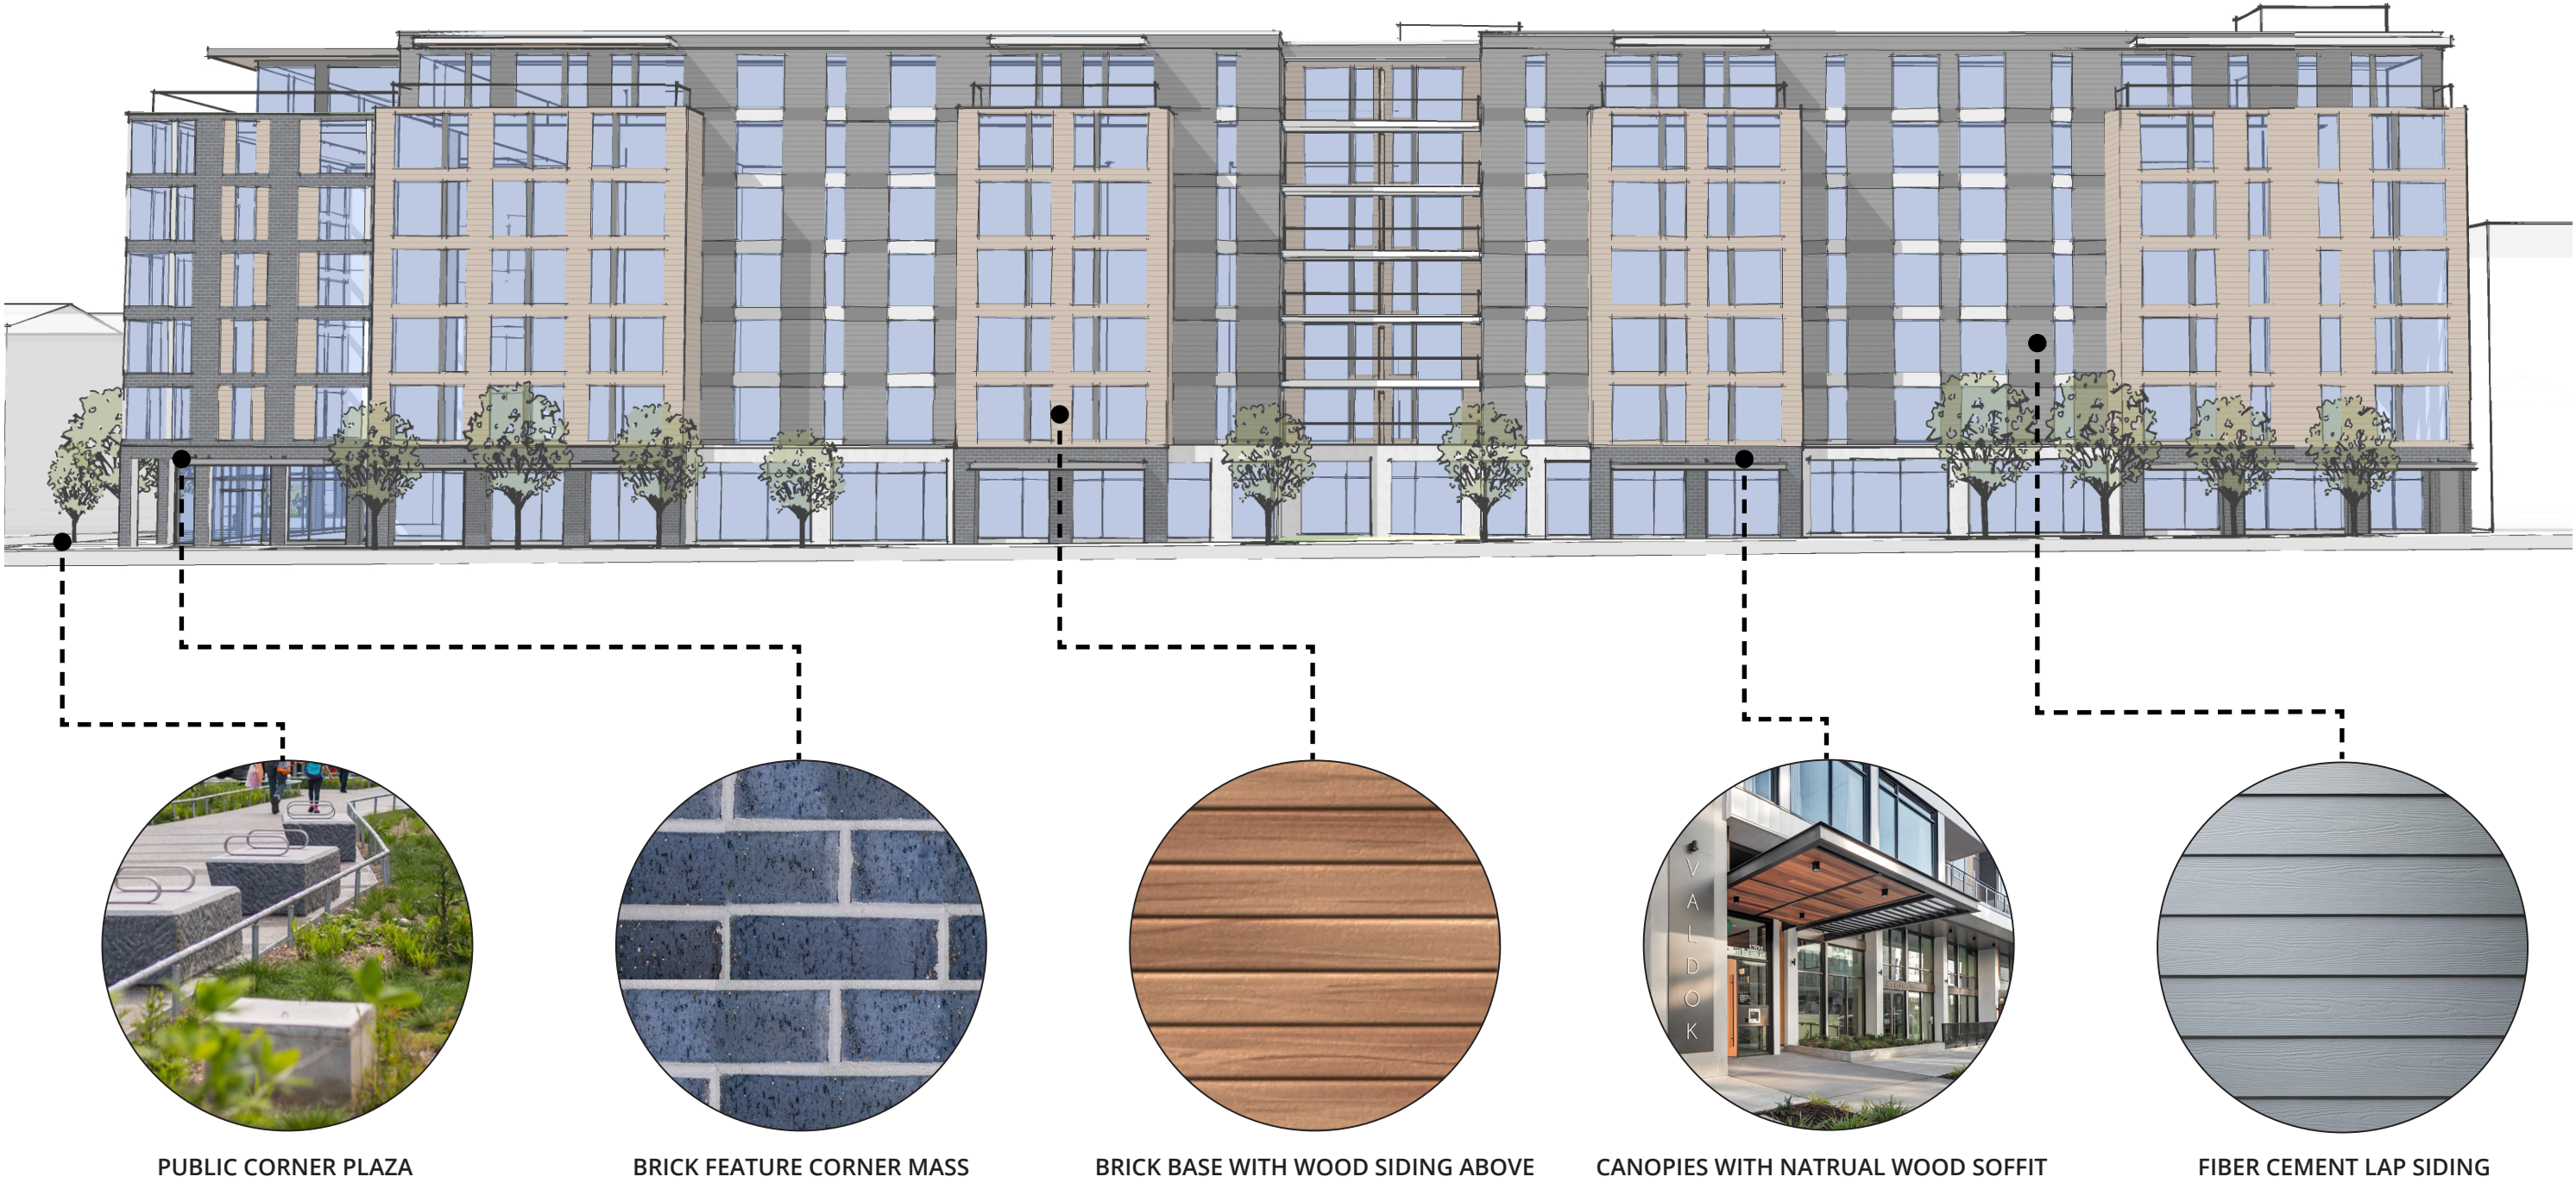 VALDOK
PUBLIC CORNER PLAZA
BRICK FEATURE CORNER MASS
BRICK BASE WITH WOOD SIDING ABOVE
CANOPIES WITH NATRUAL WOOD SOFFIT
FIBER CEMENT LAP SIDING